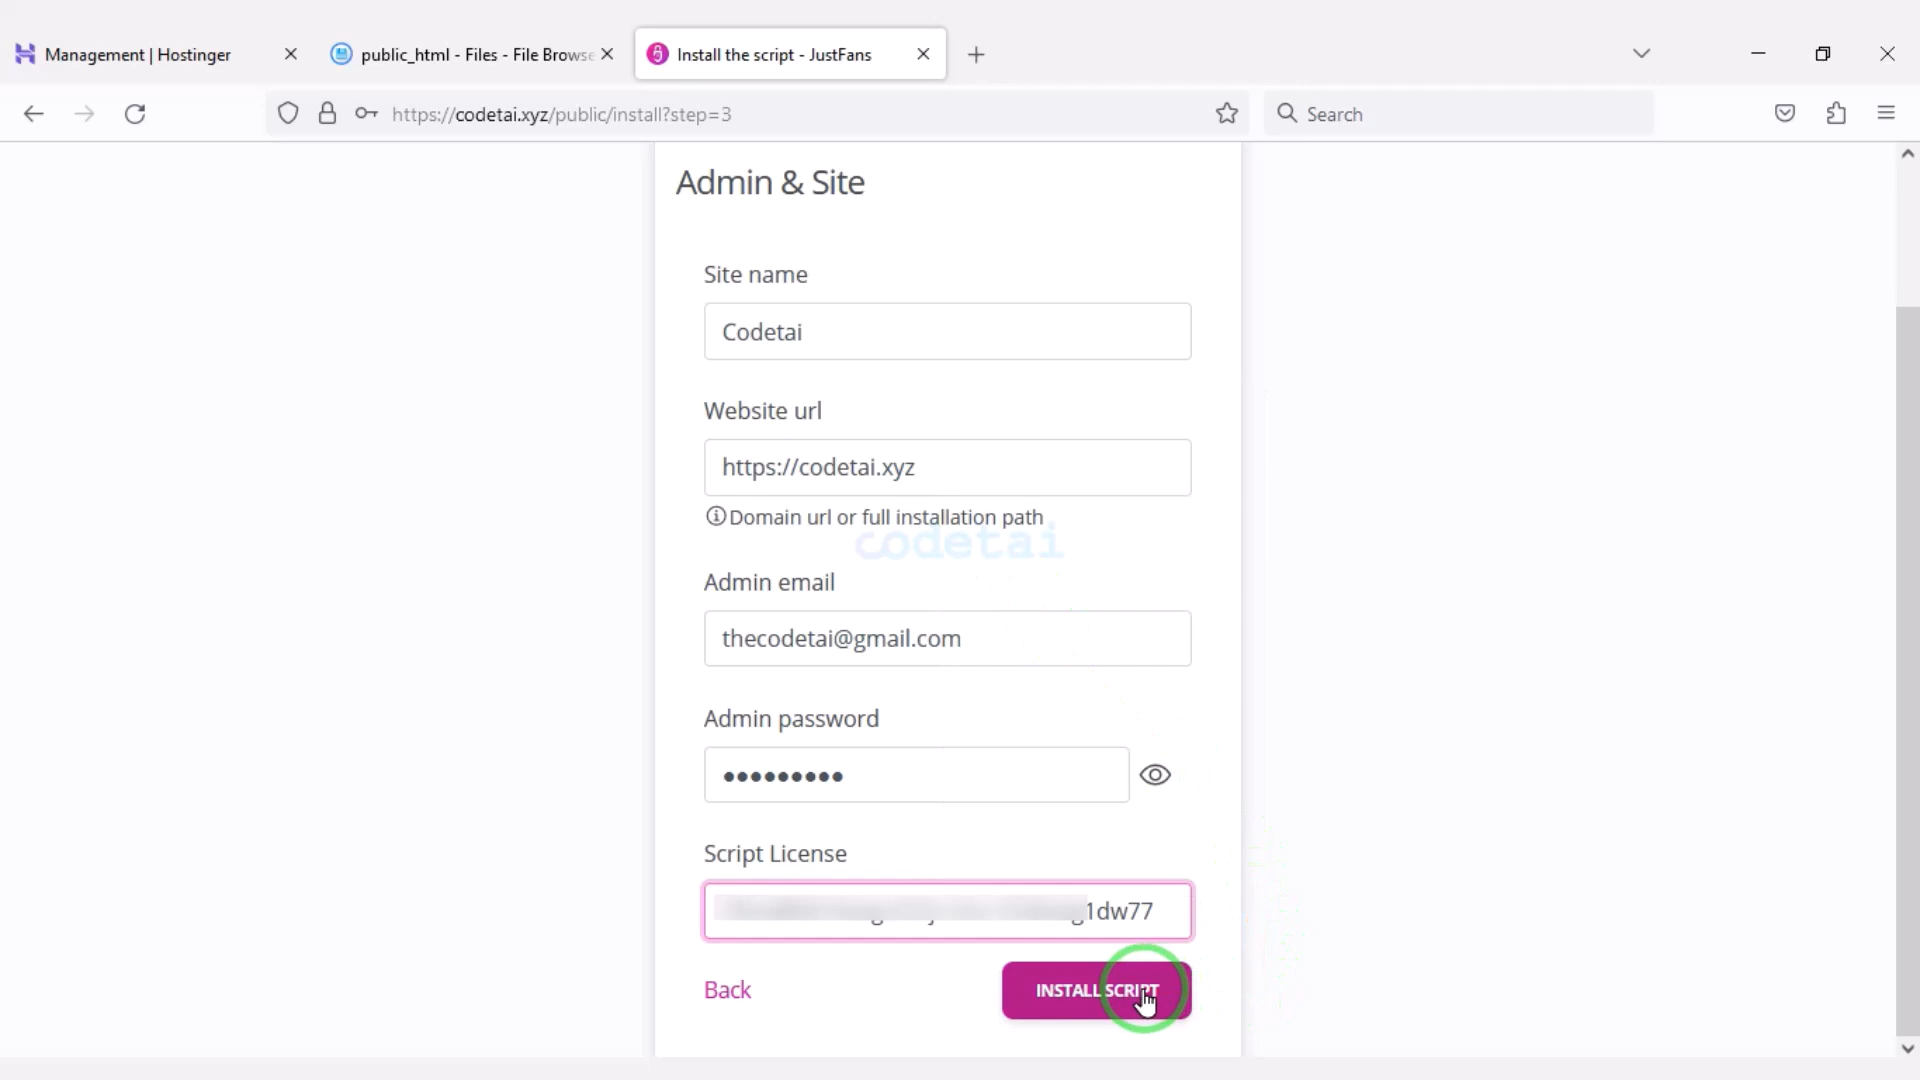 Management | Hostinger
public_html - Files - File Browse
Install the script - JustFans
https://codetai.xyz/public/install?step=3
Search
Admin & Site
Site name
Codetai
Website url
https://codetai.xyz
Domain url or full installation path
codetai
Admin email
thecodetai@gmail.com
Admin password
Script License
1dw77
Back
INSTALL SCRIPT